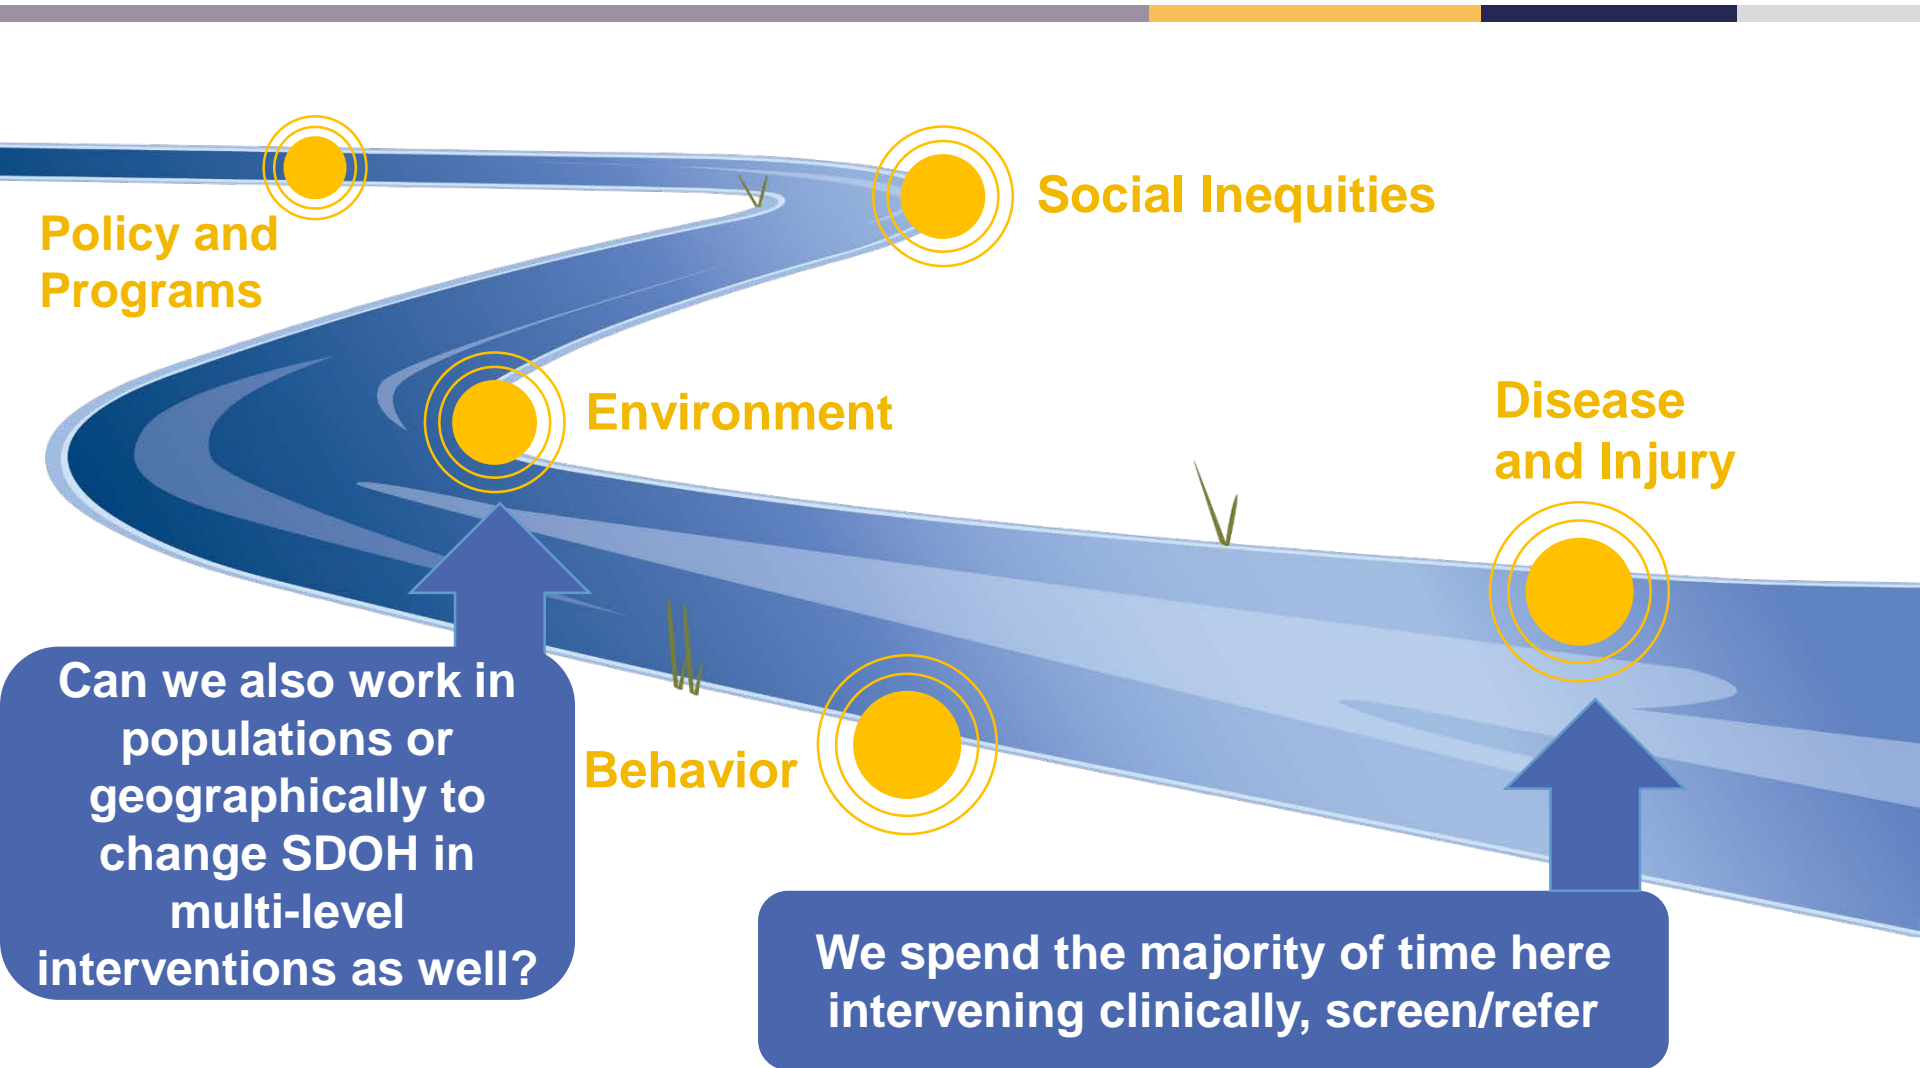 Policy and
Programs
Social Inequities
Environment
Disease
and Injury
Behavior
Can we also work in
populations or
geographically to
change SDOH in
multi-level
interventions as well?
We spend the majority of time here
intervening clinically, screen/refer